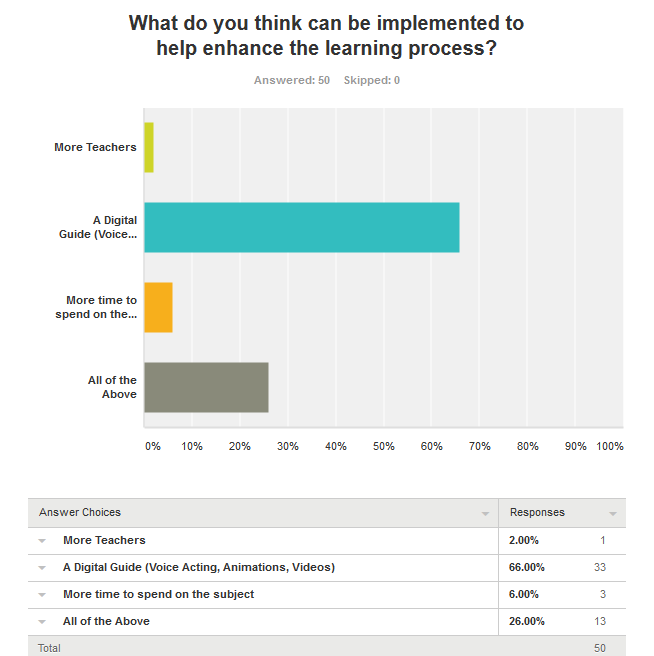 What do you think can be implemented to
help enhance the learning process?
Answered: 50 Skipped: 0
More Teachers
A Digital
Guide (Voice...
More time to
spend on the...
All of the
Above
0% 10% 20% 30% 40% 50% 60% 70% 80% 90% 100%
Answer Choices Responses
More Teachers 2.00% 1
A Digital Guide (Voice Acting, Animations, Videos) 66.00% 33
More time to spend on the subject 6.00% 3
All of the Above 26.00% 13
Total 50